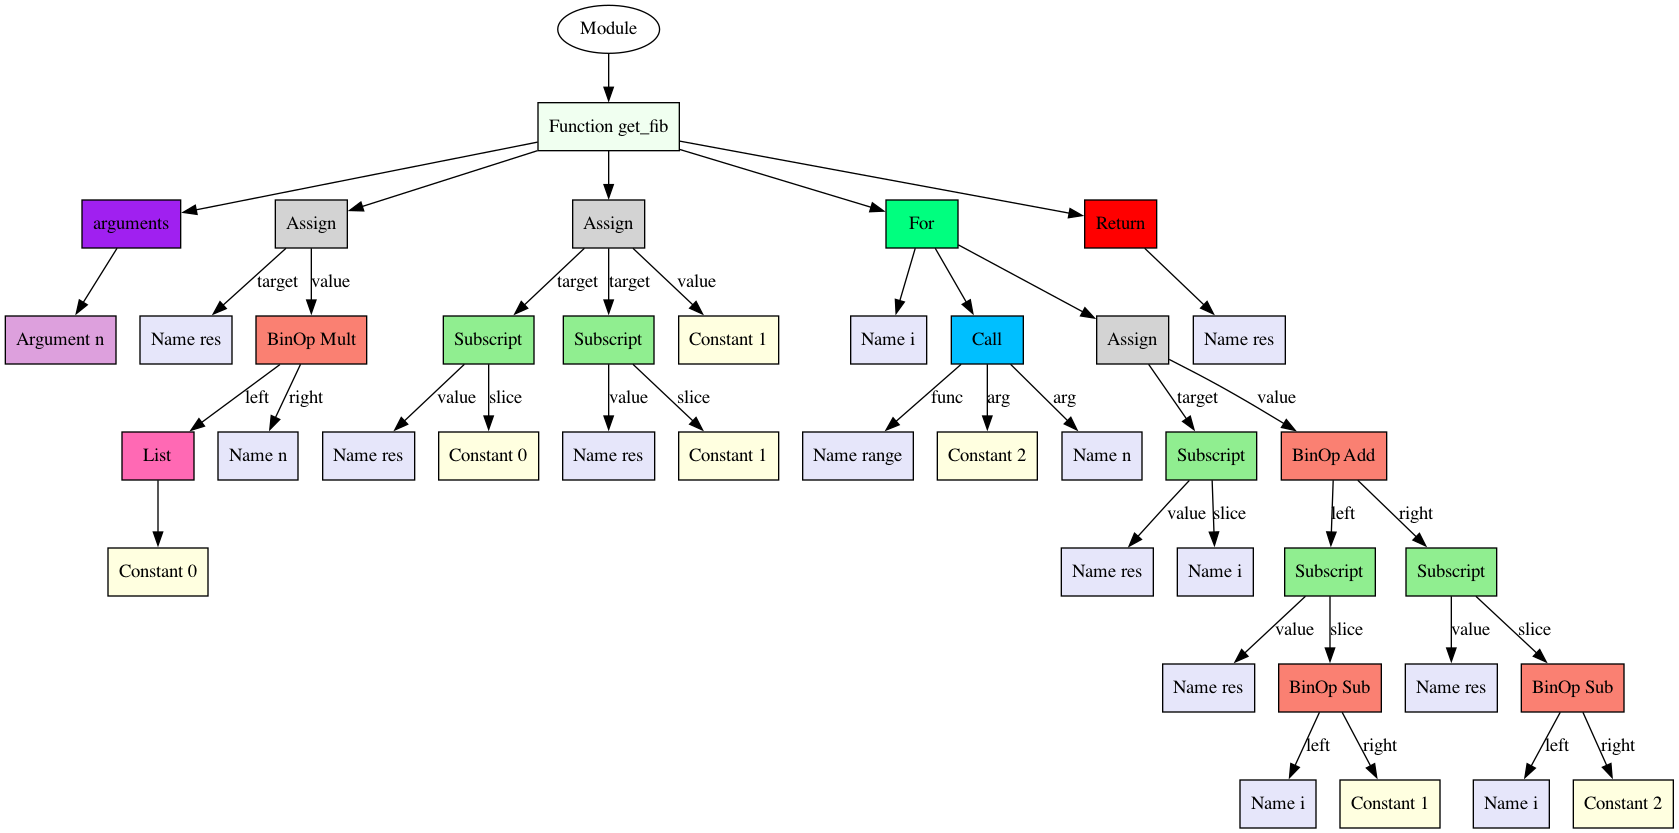 Module
Function get_fib
arguments
Assign
Assign
For
Return
target
value
target
target
value
Argument n
Name res
BinOp Mult
Subscript
Subscript
Constant 1
Name i
Call
Assign
Name res
left
right
value
slice
value
slice
func
arg
arg
target
value
List
Name n
Name res
Constant 0
Name res
Constant 1
Name range
Constant 2
Name n
Subscript
BinOp Add
value
slice
left
right
Constant 0
Name res
Name i
Subscript
Subscript
value
slice
value
slice
Name res
BinOp Sub
Name res
BinOp Sub
left
right
left
right
Name i
Constant 1
Name i
Constant 2